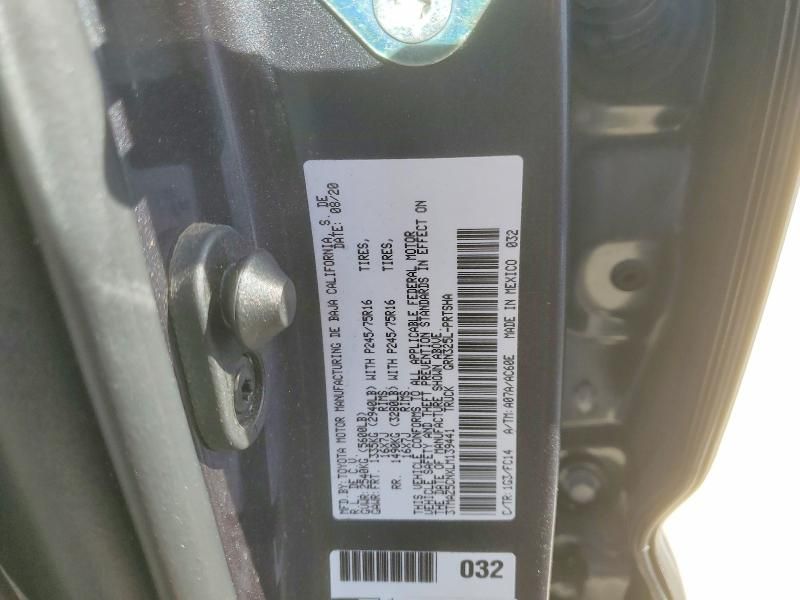 MFD.BY: TOYOTA MOTOR MANUFACTURING DE BAJA CALIFORNIA, S. DE
R. L. DE C.V. DATE: 08/20
GVWR: 2540KG (5600LB)
GAWR: FRT. 1335KG (2940LB) WITH P245/75R16 TIRES,
16X7J RIMS,
RR. 1490KG (3280LB) WITH P245/75R16 TIRES,
16X7J RIMS.
THIS VEHICLE CONFORMS TO ALL APPLICABLE FEDERAL MOTOR
VEHICLE SAFETY AND THEFT PREVENTION STANDARDS IN EFFECT ON
THE DATE OF MANUFACTURE SHOWN ABOVE.
3TMAZ5CNXLM139441 TRUCK GRN325L-PRTSHA
C/TR: 1G3/FC14 A/TM: A07A/AC60E MADE IN MEXICO 032
032